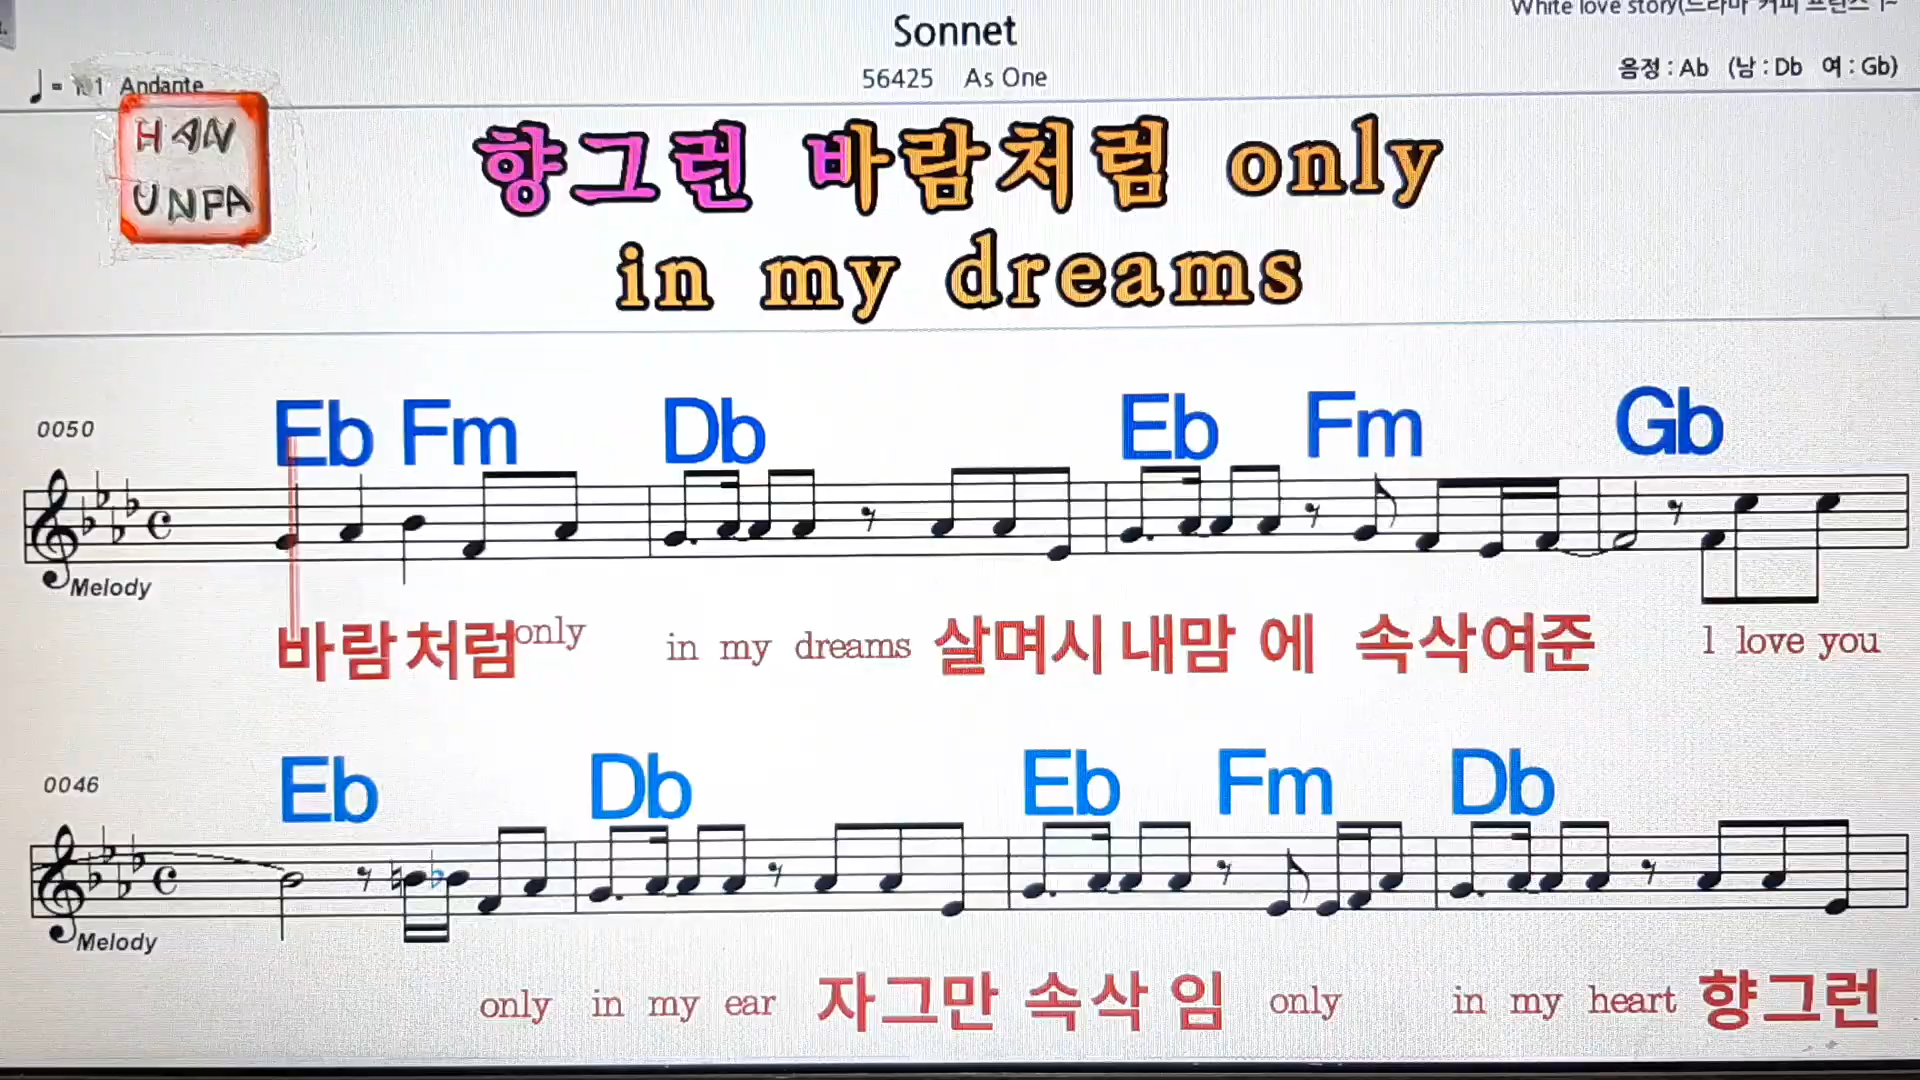 Sonnet
White love story(드라마 커피 프린스 1~
Andante
56425 As One
음정 : Ab (남 : Db 여 : Gb)
HAN
UNPA
향그런 바람처럼 only
in my dreams
0050
Eb Fm Db Eb Fm Gb
Melody
바람처럼 only in my dreams 살며시 내맘 에 속삭여준 I love you
0046
Eb Db Eb Fm Db
Melody
only in my ear 자그만 속삭임 only in my heart 향그런